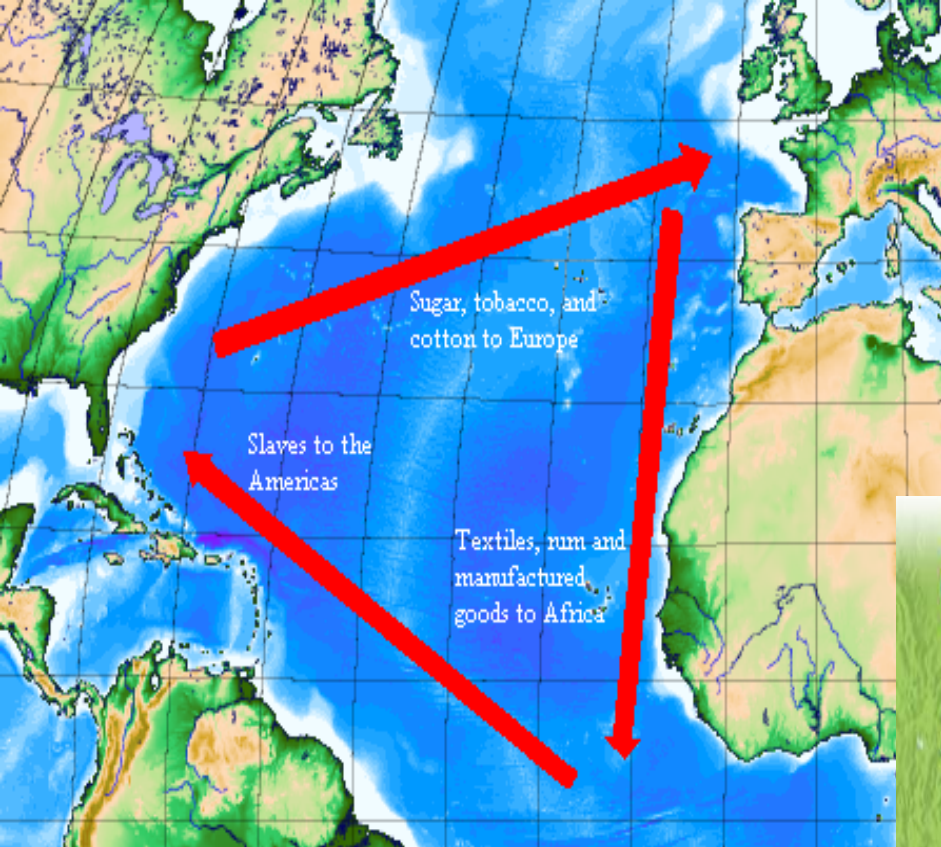 Sugar, tobacco, and
cotton to Europe
Slaves to the
Americas
Textiles, rum and
manufactured
goods to Africa